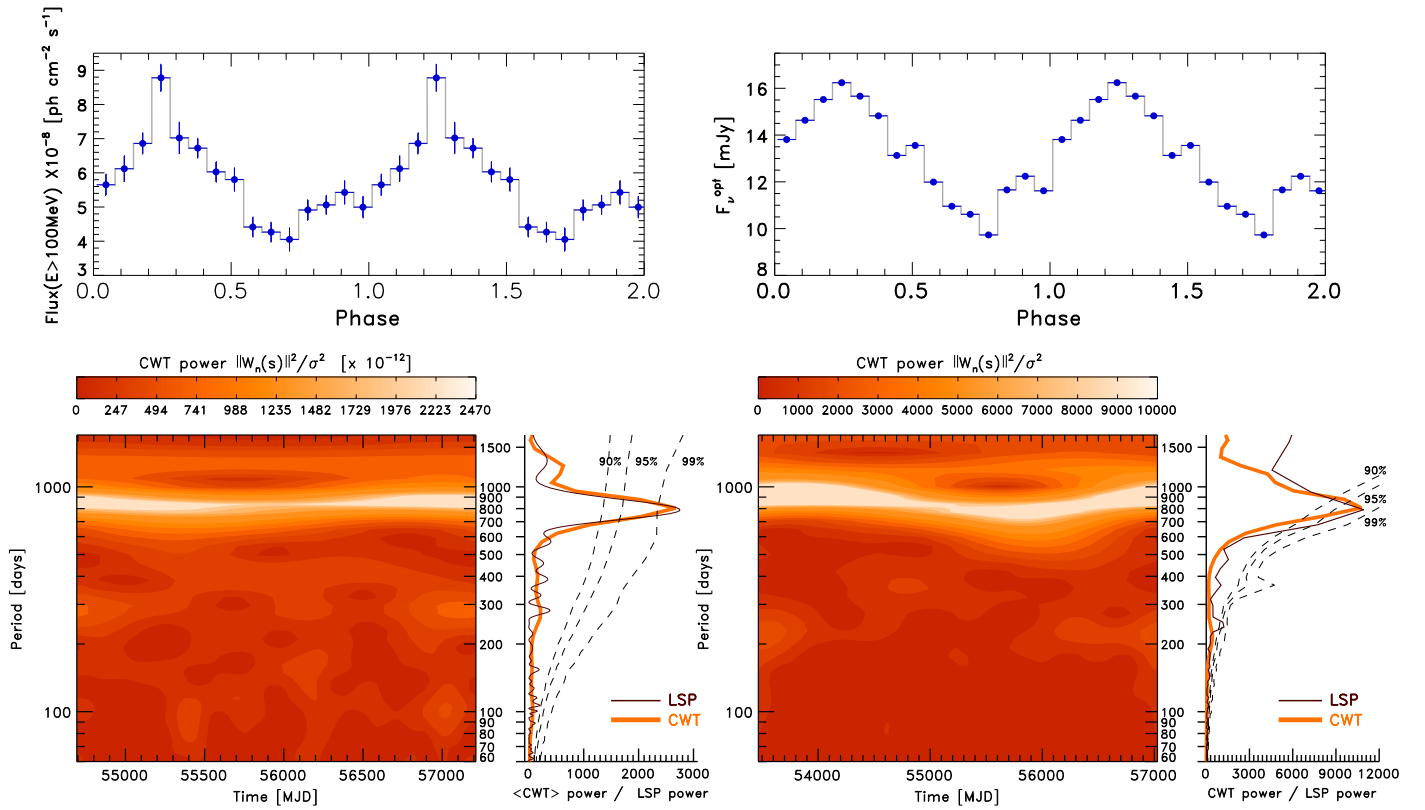 Flux(E>100MeV) X10⁻⁸ [ph cm⁻² s⁻¹]
9
8
7
6
5
4
3
0.0 0.5 1.0 1.5 2.0
Phase
F_ν^opt [mJy]
16
14
12
10
8
0.0 0.5 1.0 1.5 2.0
Phase
CWT power ||Wₙ(s)||²/σ² [x 10⁻¹²]
0 247 494 741 988 1235 1482 1729 1976 2223 2470
Period [days]
1000
100
55000 55500 56000 56500 57000
Time [MJD]
1500
1000
900
800
700
600
500
400
300
200
100
90
80
70
60
90% 95% 99%
LSP
CWT
0 1000 2000 3000
<CWT> power / LSP power
CWT power ||Wₙ(s)||²/σ²
0 1000 2000 3000 4000 5000 6000 7000 8000 9000 10000
Period [days]
1000
100
54000 55000 56000 57000
Time [MJD]
1500
1000
900
800
700
600
500
400
300
200
100
90
80
70
60
90%
95%
99%
LSP
CWT
0 3000 6000 9000 12000
CWT power / LSP power